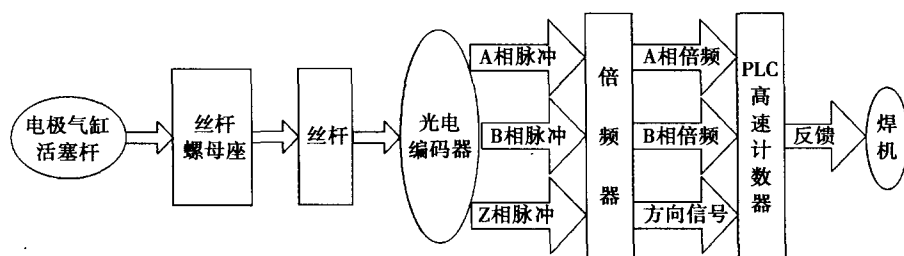 电极气缸
活塞杆
丝杆
螺母座
丝杆
光电
编码器
A相脉冲
B相脉冲
Z相脉冲
倍
频
器
A相倍频
B相倍频
方向信号
PLC
高
速
计
数
器
反馈
焊
机